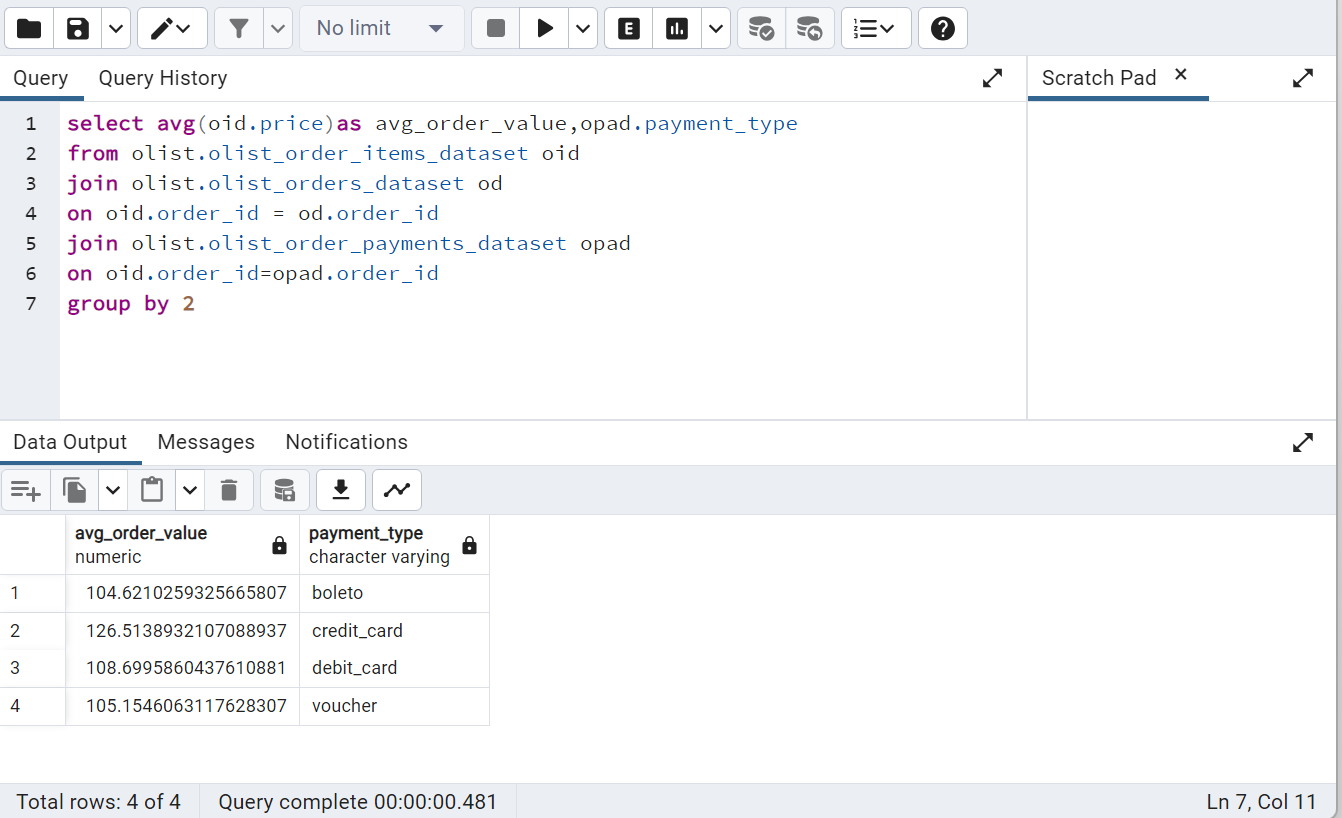 No limit
E
Query Query History Scratch Pad
1 select avg(oid.price)as avg_order_value,opad.payment_type
2 from olist.olist_order_items_dataset oid
3 join olist.olist_orders_dataset od
4 on oid.order_id = od.order_id
5 join olist.olist_order_payments_dataset opad
6 on oid.order_id=opad.order_id
7 group by 2
Data Output Messages Notifications
avg_order_value payment_type
numeric character varying
1 104.6210259325665807 boleto
2 126.5138932107088937 credit_card
3 108.6995860437610881 debit_card
4 105.1546063117628307 voucher
Total rows: 4 of 4 Query complete 00:00:00.481 Ln 7, Col 11